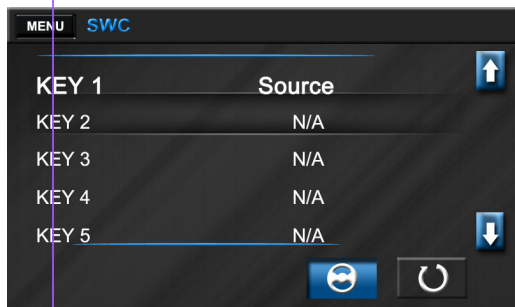 MENU SWC
KEY 1 Source
KEY 2 N/A
KEY 3 N/A
KEY 4 N/A
KEY 5 N/A